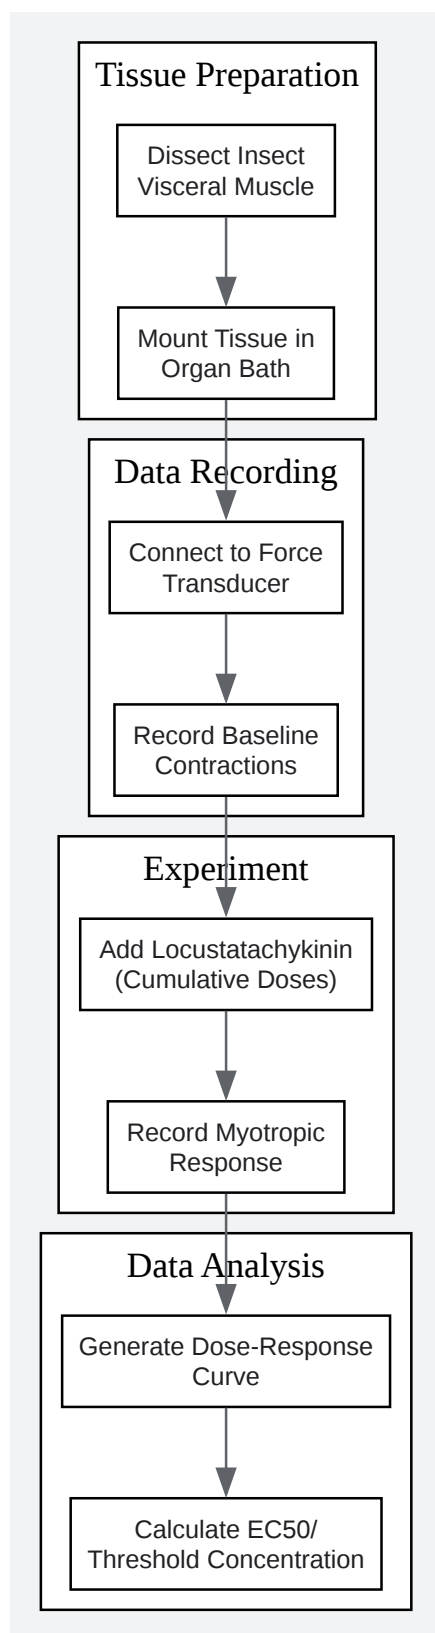 Tissue Preparation
Dissect Insect
Visceral Muscle
Mount Tissue in
Organ Bath
Data Recording
Connect to Force
Transducer
Record Baseline
Contractions
Experiment
Add Locustatachykinin
(Cumulative Doses)
Record Myotropic
Response
Data Analysis
Generate Dose-Response
Curve
Calculate EC50/
Threshold Concentration